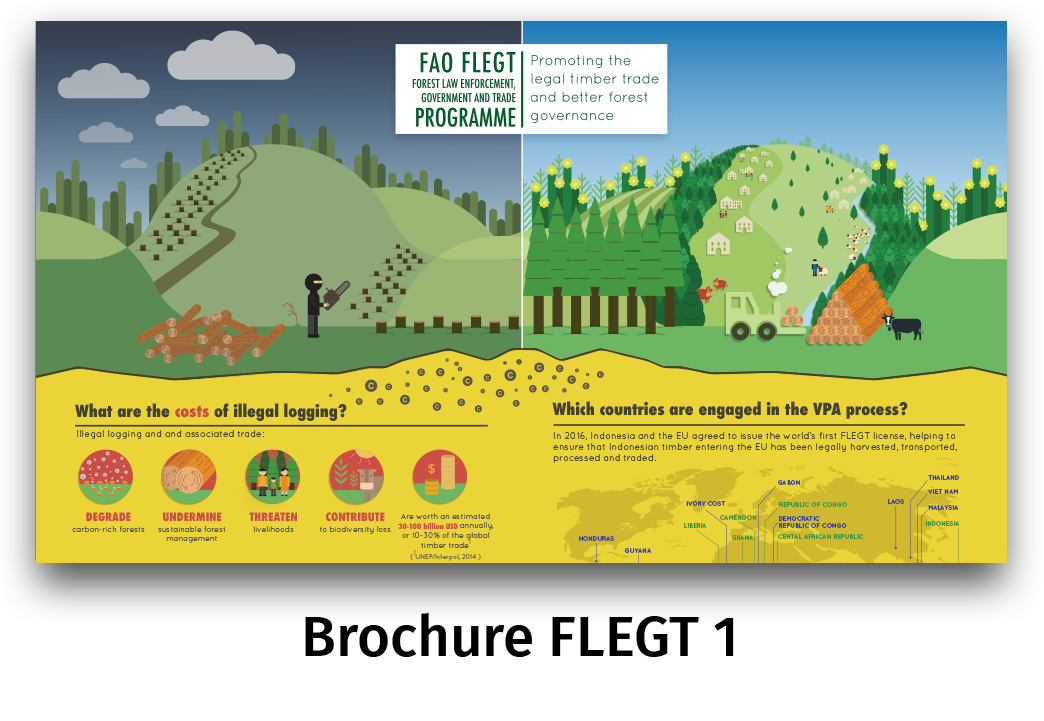 FAO FLEGT
FOREST LAW ENFORCEMENT,
GOVERNMENT AND TRADE
PROGRAMME
Promoting the
legal timber trade
and better forest
governance
What are the costs of illegal logging?
Illegal logging and and associated trade:
DEGRADE
carbon-rich forests
UNDERMINE
sustainable forest
management
THREATEN
livelihoods
CONTRIBUTE
to biodiversity loss
$
Are worth an estimated
30-100 billion USD annually,
or 10-30% of the global
timber trade
( UNEP/Interpol, 2014 )
Which countries are engaged in the VPA process?
In 2016, Indonesia and the EU agreed to issue the world's first FLEGT license, helping to
ensure that Indonesian timber entering the EU has been legally harvested, transported,
processed and traded.
HONDURAS
GUYANA
IVORY COST
LIBERIA
CAMEROON
GHANA
GABON
REPUBLIC OF CONGO
DEMOCRATIC
REPUBLIC OF CONGO
CENTAL AFRICAN REPUBLIC
LAOS
THAILAND
VIET NAM
MALAYSIA
INDONESIA
Brochure FLEGT 1